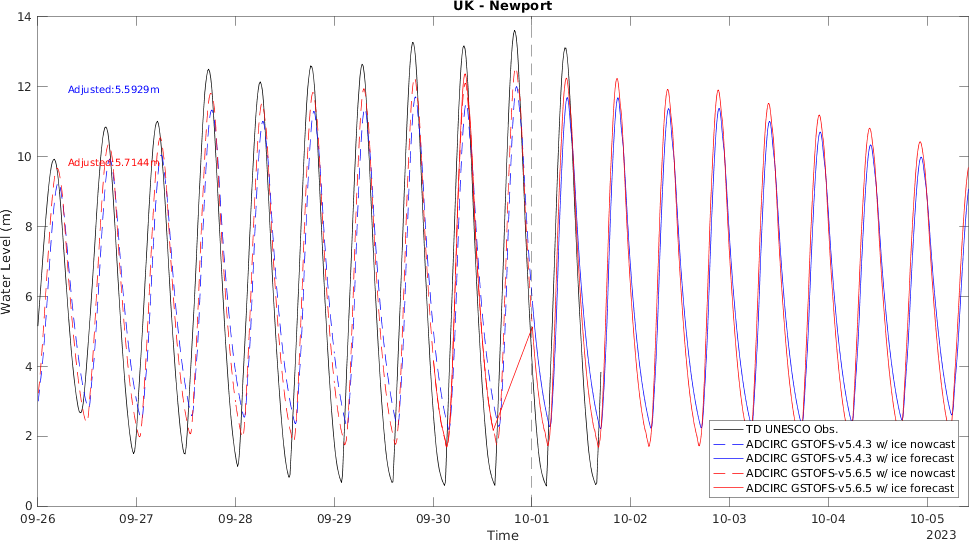 UK - Newport
Water Level (m)
14
12
10
8
6
4
2
0
Adjusted:5.5929m
Adjusted:5.7144m
TD UNESCO Obs.
ADCIRC GSTOFS-v5.4.3 w/ ice nowcast
ADCIRC GSTOFS-v5.4.3 w/ ice forecast
ADCIRC GSTOFS-v5.6.5 w/ ice nowcast
ADCIRC GSTOFS-v5.6.5 w/ ice forecast
09-26 09-27 09-28 09-29 09-30 10-01 10-02 10-03 10-04 10-05
Time
2023